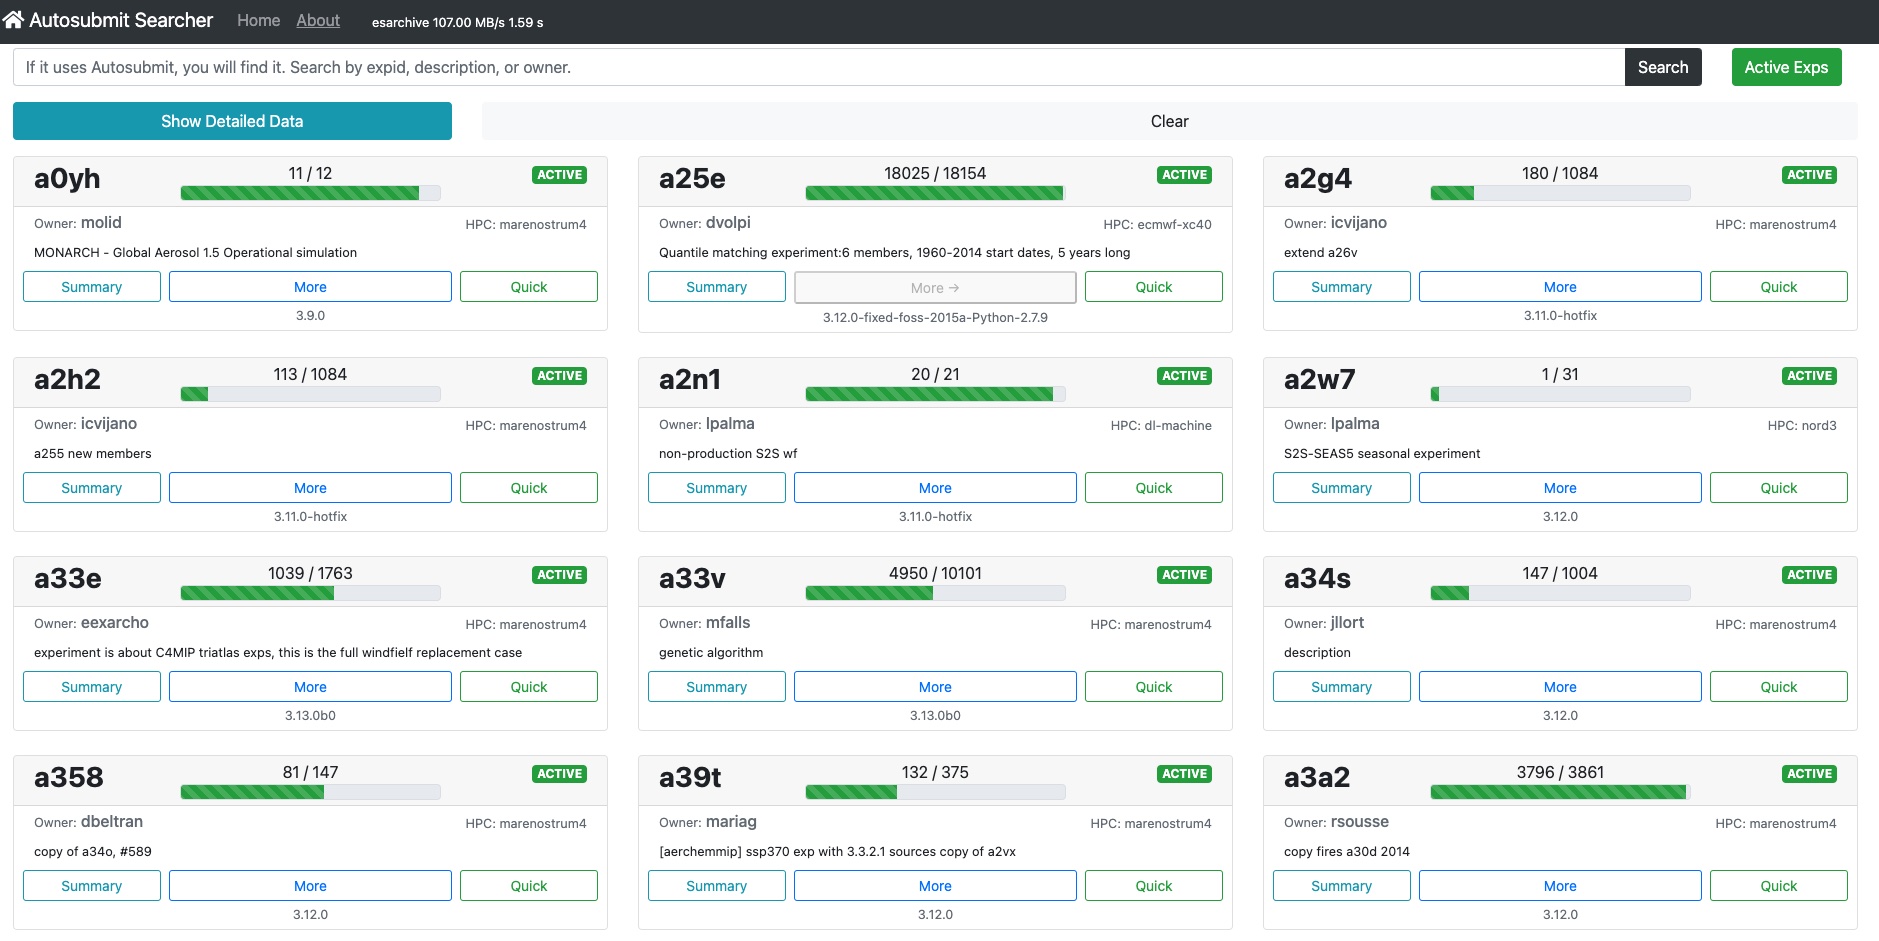 Autosubmit Searcher Home About esarchive 107.00 MB/s 1.59 s
If it uses Autosubmit, you will find it. Search by expid, description, or owner. Search Active Exps
Show Detailed Data Clear
a0yh 11 / 12 ACTIVE
Owner: molid HPC: marenostrum4
MONARCH - Global Aerosol 1.5 Operational simulation
Summary More Quick
3.9.0
a25e 18025 / 18154 ACTIVE
Owner: dvolpi HPC: ecmwf-xc40
Quantile matching experiment:6 members, 1960-2014 start dates, 5 years long
Summary More → Quick
3.12.0-fixed-foss-2015a-Python-2.7.9
a2g4 180 / 1084 ACTIVE
Owner: icvijano HPC: marenostrum4
extend a26v
Summary More Quick
3.11.0-hotfix
a2h2 113 / 1084 ACTIVE
Owner: icvijano HPC: marenostrum4
a255 new members
Summary More Quick
3.11.0-hotfix
a2n1 20 / 21 ACTIVE
Owner: lpalma HPC: dl-machine
non-production S2S wf
Summary More Quick
3.11.0-hotfix
a2w7 1 / 31 ACTIVE
Owner: lpalma HPC: nord3
S2S-SEAS5 seasonal experiment
Summary More Quick
3.12.0
a33e 1039 / 1763 ACTIVE
Owner: eexarcho HPC: marenostrum4
experiment is about C4MIP triatlas exps, this is the full windfielf replacement case
Summary More Quick
3.13.0b0
a33v 4950 / 10101 ACTIVE
Owner: mfalls HPC: marenostrum4
genetic algorithm
Summary More Quick
3.13.0b0
a34s 147 / 1004 ACTIVE
Owner: jllort HPC: marenostrum4
description
Summary More Quick
3.12.0
a358 81 / 147 ACTIVE
Owner: dbeltran HPC: marenostrum4
copy of a34o, #589
Summary More Quick
3.12.0
a39t 132 / 375 ACTIVE
Owner: mariag HPC: marenostrum4
[aerchemmip] ssp370 exp with 3.3.2.1 sources copy of a2vx
Summary More Quick
3.12.0
a3a2 3796 / 3861 ACTIVE
Owner: rsousse HPC: marenostrum4
copy fires a30d 2014
Summary More Quick
3.12.0